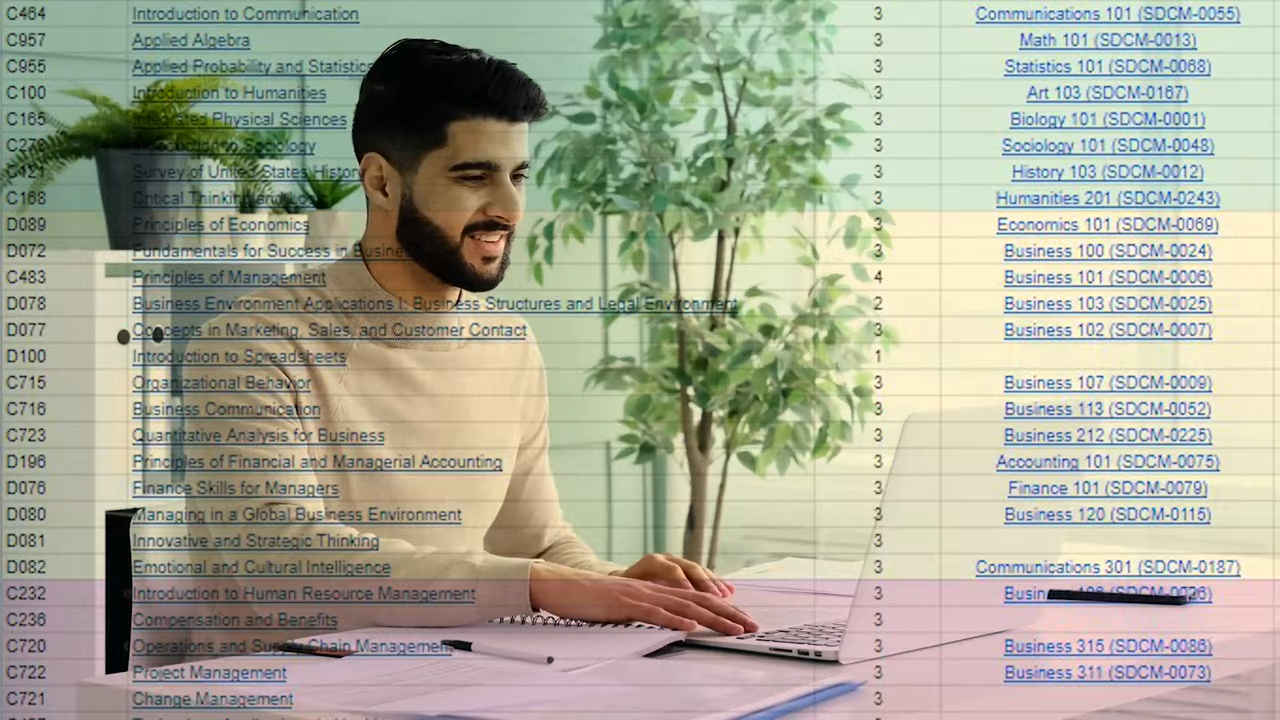 C464 Introduction to Communication 3 Communications 101 (SDCM-0055)
C957 Applied Algebra 3 Math 101 (SDCM-0013)
C955 Applied Probability and Statistics 3 Statistics 101 (SDCM-0068)
C100 Introduction to Humanities 3 Art 103 (SDCM-0167)
C165 Integrated Physical Sciences 3 Biology 101 (SDCM-0001)
Introduction to Sociology 3 Sociology 101 (SDCM-0048)
C121 Survey of United States History 3 History 103 (SDCM-0012)
C168 Critical Thinking and Lo 3 Humanities 201 (SDCM-0243)
D089 Principles of Economics 3 Economics 101 (SDCM-0069)
D072 Fundamentals for Success in Business 3 Business 100 (SDCM-0024)
C483 Principles of Management 4 Business 101 (SDCM-0006)
D078 Business Environment Applications I: Business Structures and Legal Environment 2 Business 103 (SDCM-0025)
D077 Concepts in Marketing, Sales, and Customer Contact 3 Business 102 (SDCM-0007)
D100 Introduction to Spreadsheets 1
C715 Organizational Behavior 3 Business 107 (SDCM-0009)
C716 Business Communication 3 Business 113 (SDCM-0052)
C723 Quantitative Analysis for Business 3 Business 212 (SDCM-0225)
D196 Principles of Financial and Managerial Accounting 3 Accounting 101 (SDCM-0075)
D076 Finance Skills for Managers 3 Finance 101 (SDCM-0079)
D080 Managing in a Global Business Environment 3 Business 120 (SDCM-0115)
D081 Innovative and Strategic Thinking 3
D082 Emotional and Cultural Intelligence 3 Communications 301 (SDCM-0187)
C232 Introduction to Human Resource Management 3
C236 Compensation and Benefits 3
C720 Operations and Supply Chain Management 3 Business 316 (SDCM-0086)
C722 Project Management 3 Business 311 (SDCM-0073)
C721 Change Management 3